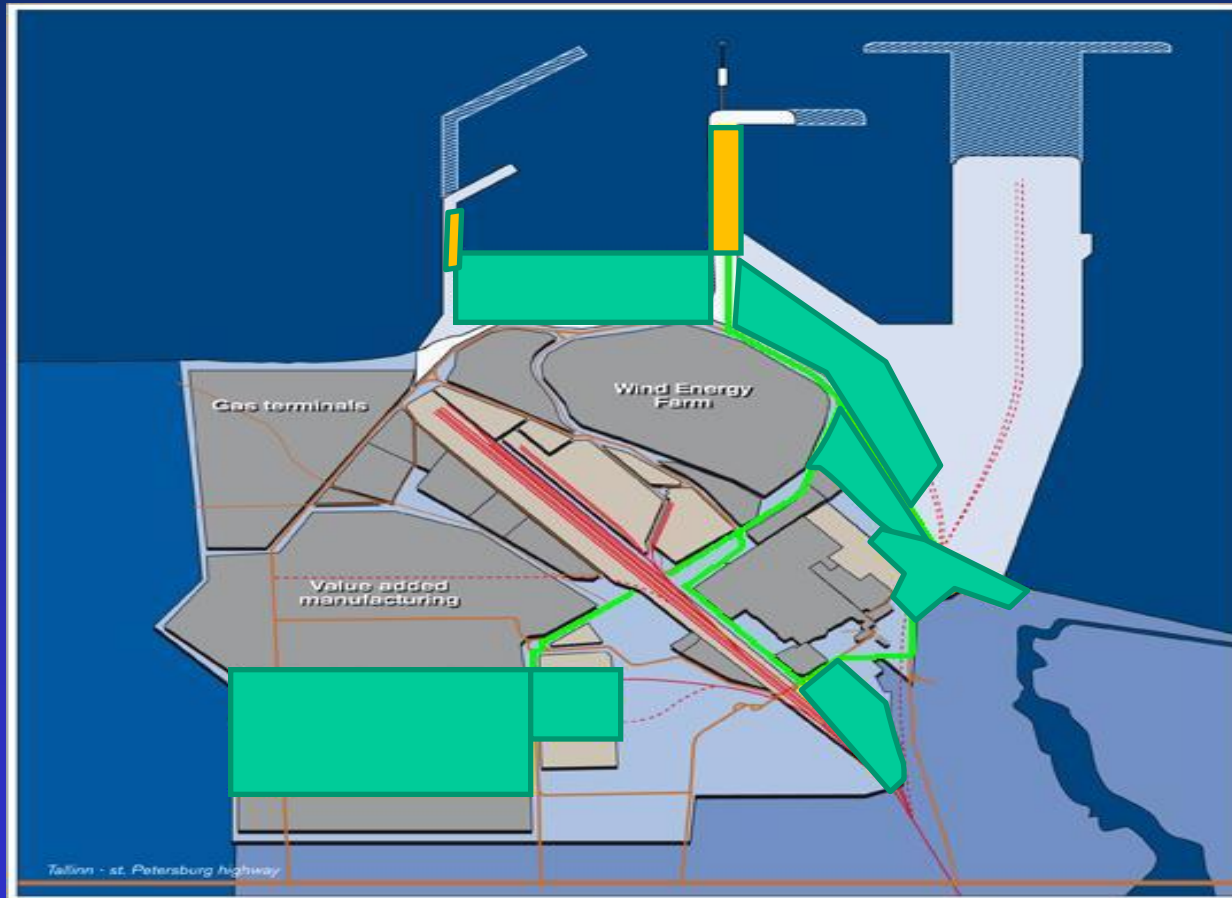 Gas terminals
Wind Energy
Farm
Value added
manufacturing
Tallinn - st. Petersburg highway